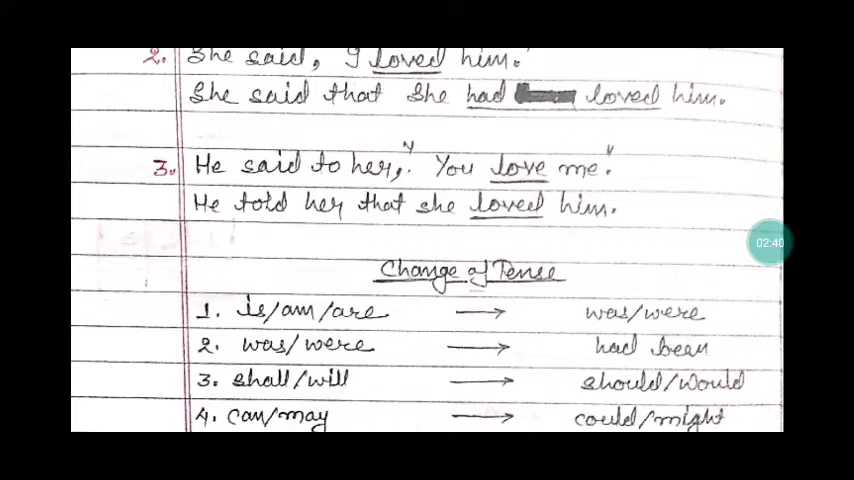 2. She said, I loved him."
She said that She had loved him.
3. He said to her, "You love me".
He told her that she loved him.
02:40
Change of Tense
1. is/am/are → was/were
2. was/were → had been
3. shall/will → should/would
4. can/may → could/might